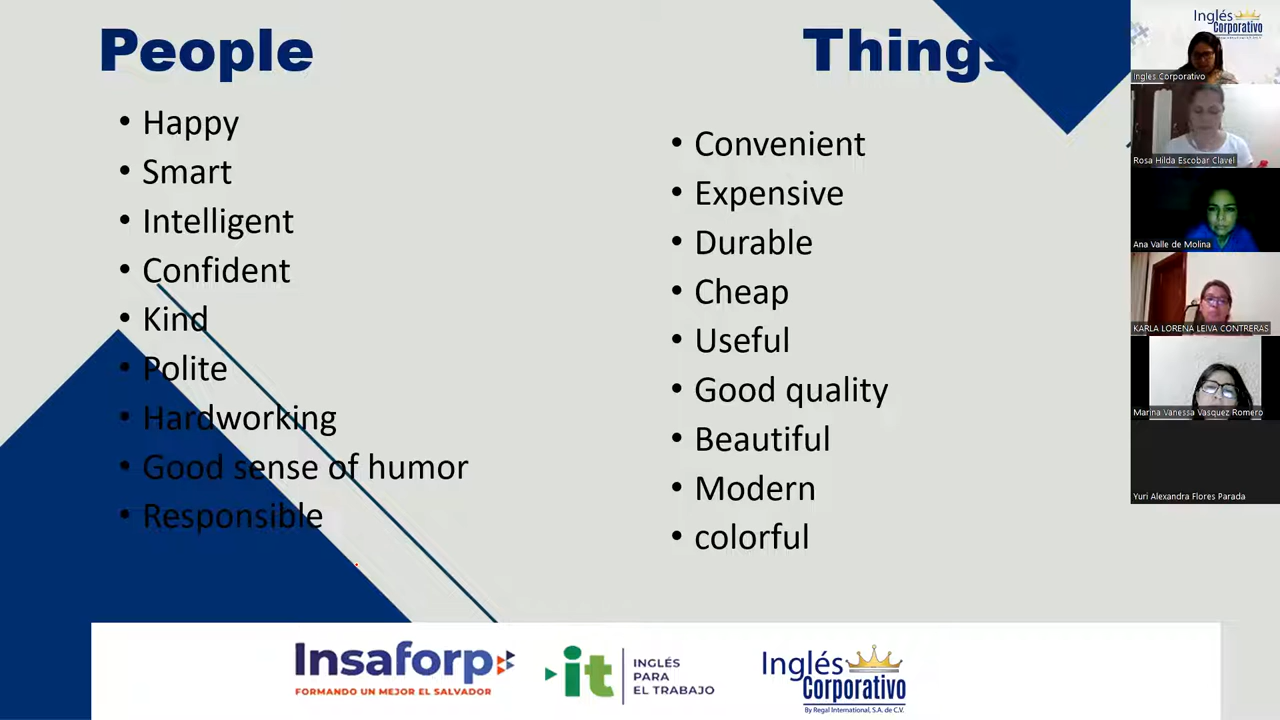 People
Happy
Smart
Intelligent
Confident
Kind
Polite
Hardworking
Good sense of humor
Responsible
Things
Convenient
Expensive
Durable
Cheap
Useful
Good quality
Beautiful
Modern
colorful
Insaforp
FORMANDO UN MEJOR EL SALVADOR
it
INGLÉS
PARA
EL TRABAJO
Inglés
Corporativo
By Regal International, S.A. de C.V.
Inglés
Corporativo
Ingles Corporativo
Rosa Hilda Escobar Clavel
Ana Valle de Molina
KARLA LORENA LEIVA CONTRERAS
Marina Vanessa Vasquez Romero
Yuri Alexandra Flores Parada